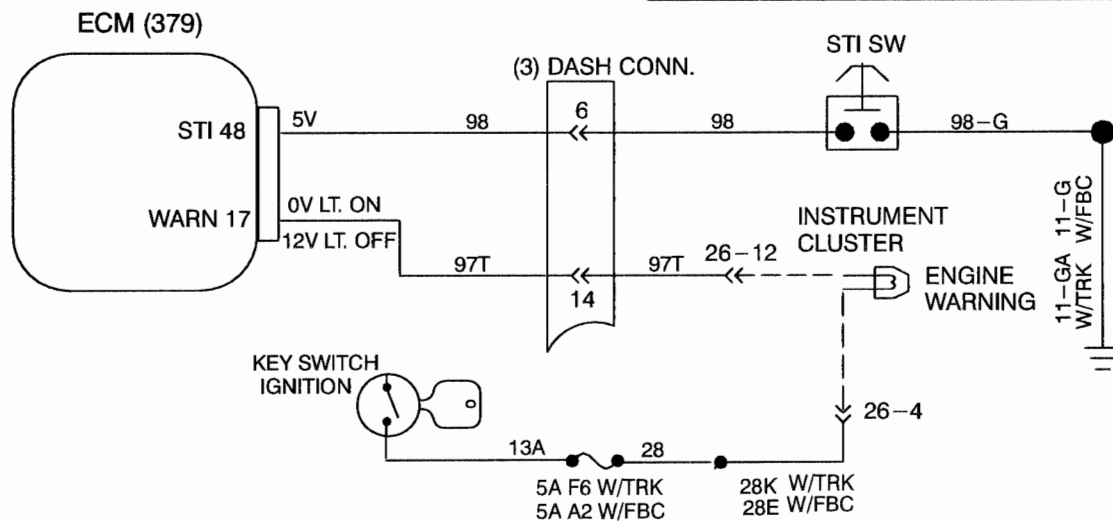 ECM (379)
STI SW
(3) DASH CONN.
STI 48
5V
98
6
98
98-G
WARN 17
0V LT. ON
12V LT. OFF
97T
14
97T
26-12
INSTRUMENT
CLUSTER
ENGINE
WARNING
11-GA 11-G
W/TRK W/FBC
KEY SWITCH
IGNITION
26-4
13A
28
5A F6 W/TRK
5A A2 W/FBC
28K W/TRK
28E W/FBC